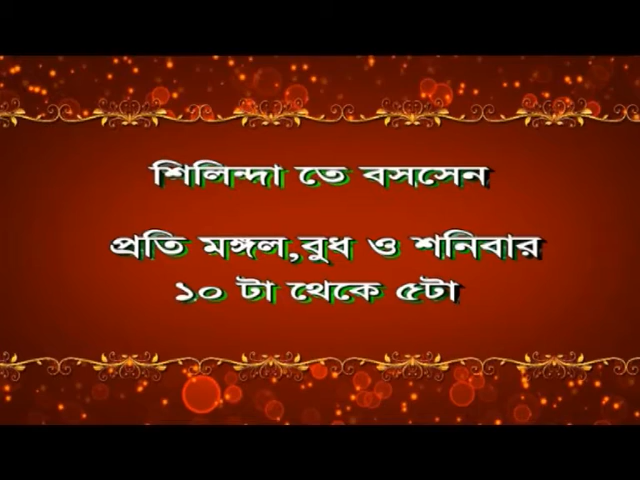 শিলিন্দা তে বসসেন
প্রতি মঙ্গল,বুধ ও শনিবার
১০ টা থেকে ৫টা